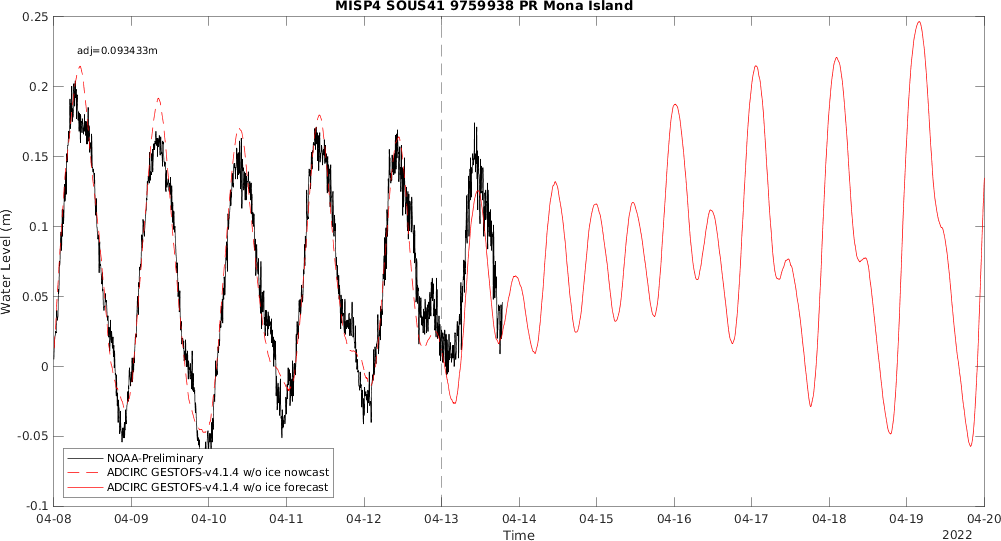 MISP4 SOUS41 9759938 PR Mona Island
adj=0.093433m
Water Level (m)
0.25
0.2
0.15
0.1
0.05
0
-0.05
-0.1
NOAA-Preliminary
ADCIRC GESTOFS-v4.1.4 w/o ice nowcast
ADCIRC GESTOFS-v4.1.4 w/o ice forecast
04-08 04-09 04-10 04-11 04-12 04-13 04-14 04-15 04-16 04-17 04-18 04-19 04-20
Time
2022